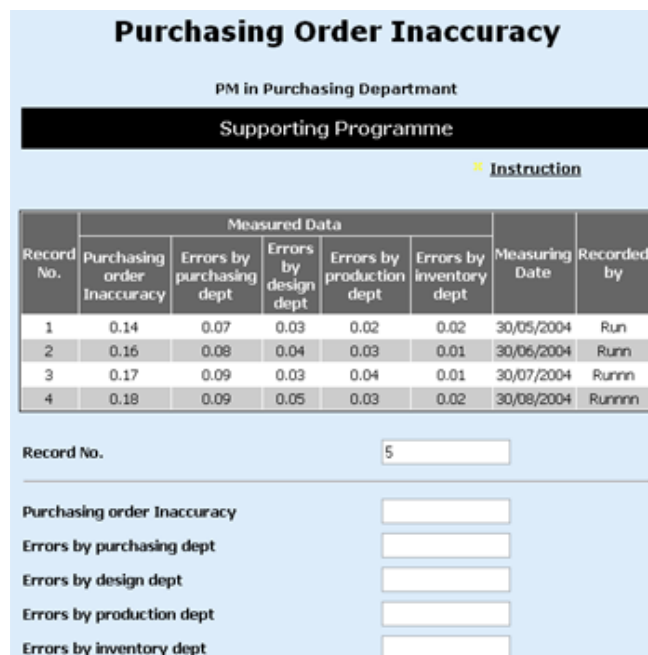 Purchasing Order Inaccuracy
PM in Purchasing Departmant
Supporting Programme
Instruction
Record No. Measured Data Measuring Date Recorded by
Purchasing order Inaccuracy Errors by purchasing dept Errors by design dept Errors by production dept Errors by inventory dept
1 0.14 0.07 0.03 0.02 0.02 30/05/2004 Run
2 0.16 0.08 0.04 0.03 0.01 30/06/2004 Runn
3 0.17 0.09 0.03 0.04 0.01 30/07/2004 Runnn
4 0.18 0.09 0.05 0.03 0.02 30/08/2004 Runnnn
Record No. 5
Purchasing order Inaccuracy
Errors by purchasing dept
Errors by design dept
Errors by production dept
Errors by inventory dept